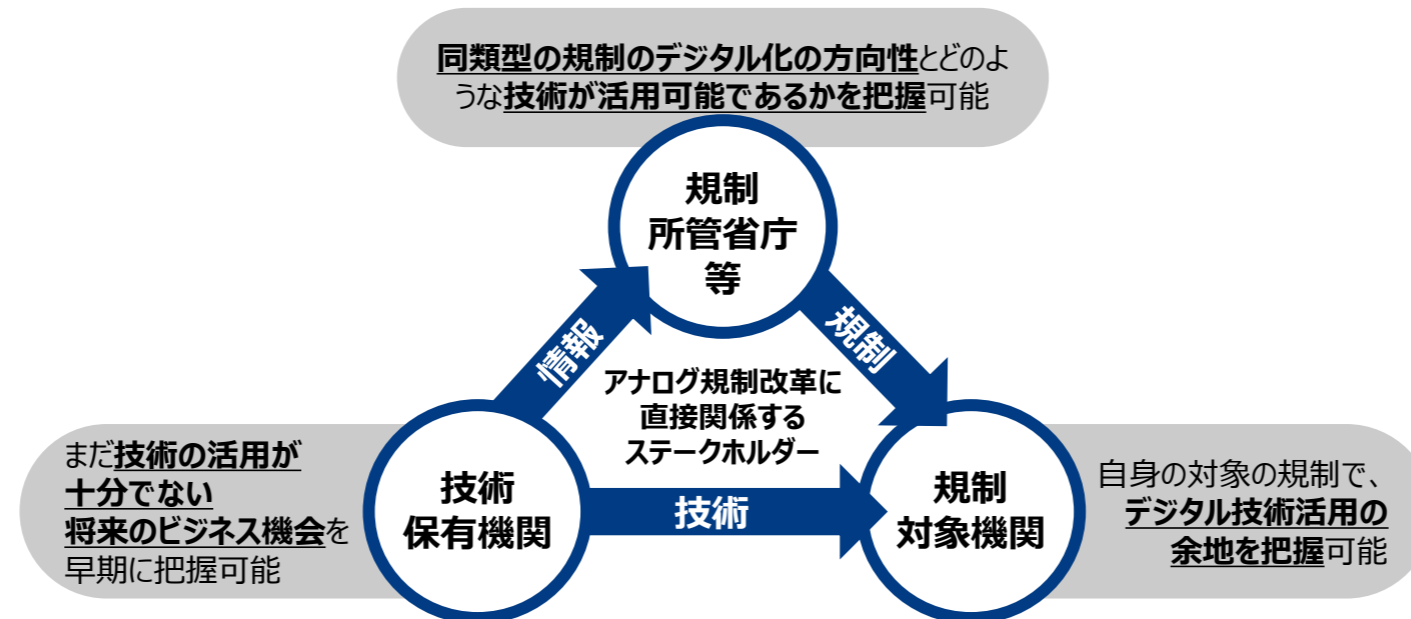 同類型の規制のデジタル化の方向性とどのよ
うな技術が活用可能であるかを把握可能
規制
所管省庁
等
情報
規制
アナログ規制改革に
直接関係する
ステークホルダー
まだ技術の活用が
十分でない
将来のビジネス機会を
早期に把握可能
技術
保有機関
技術
規制
対象機関
自身の対象の規制で、
デジタル技術活用の
余地を把握可能